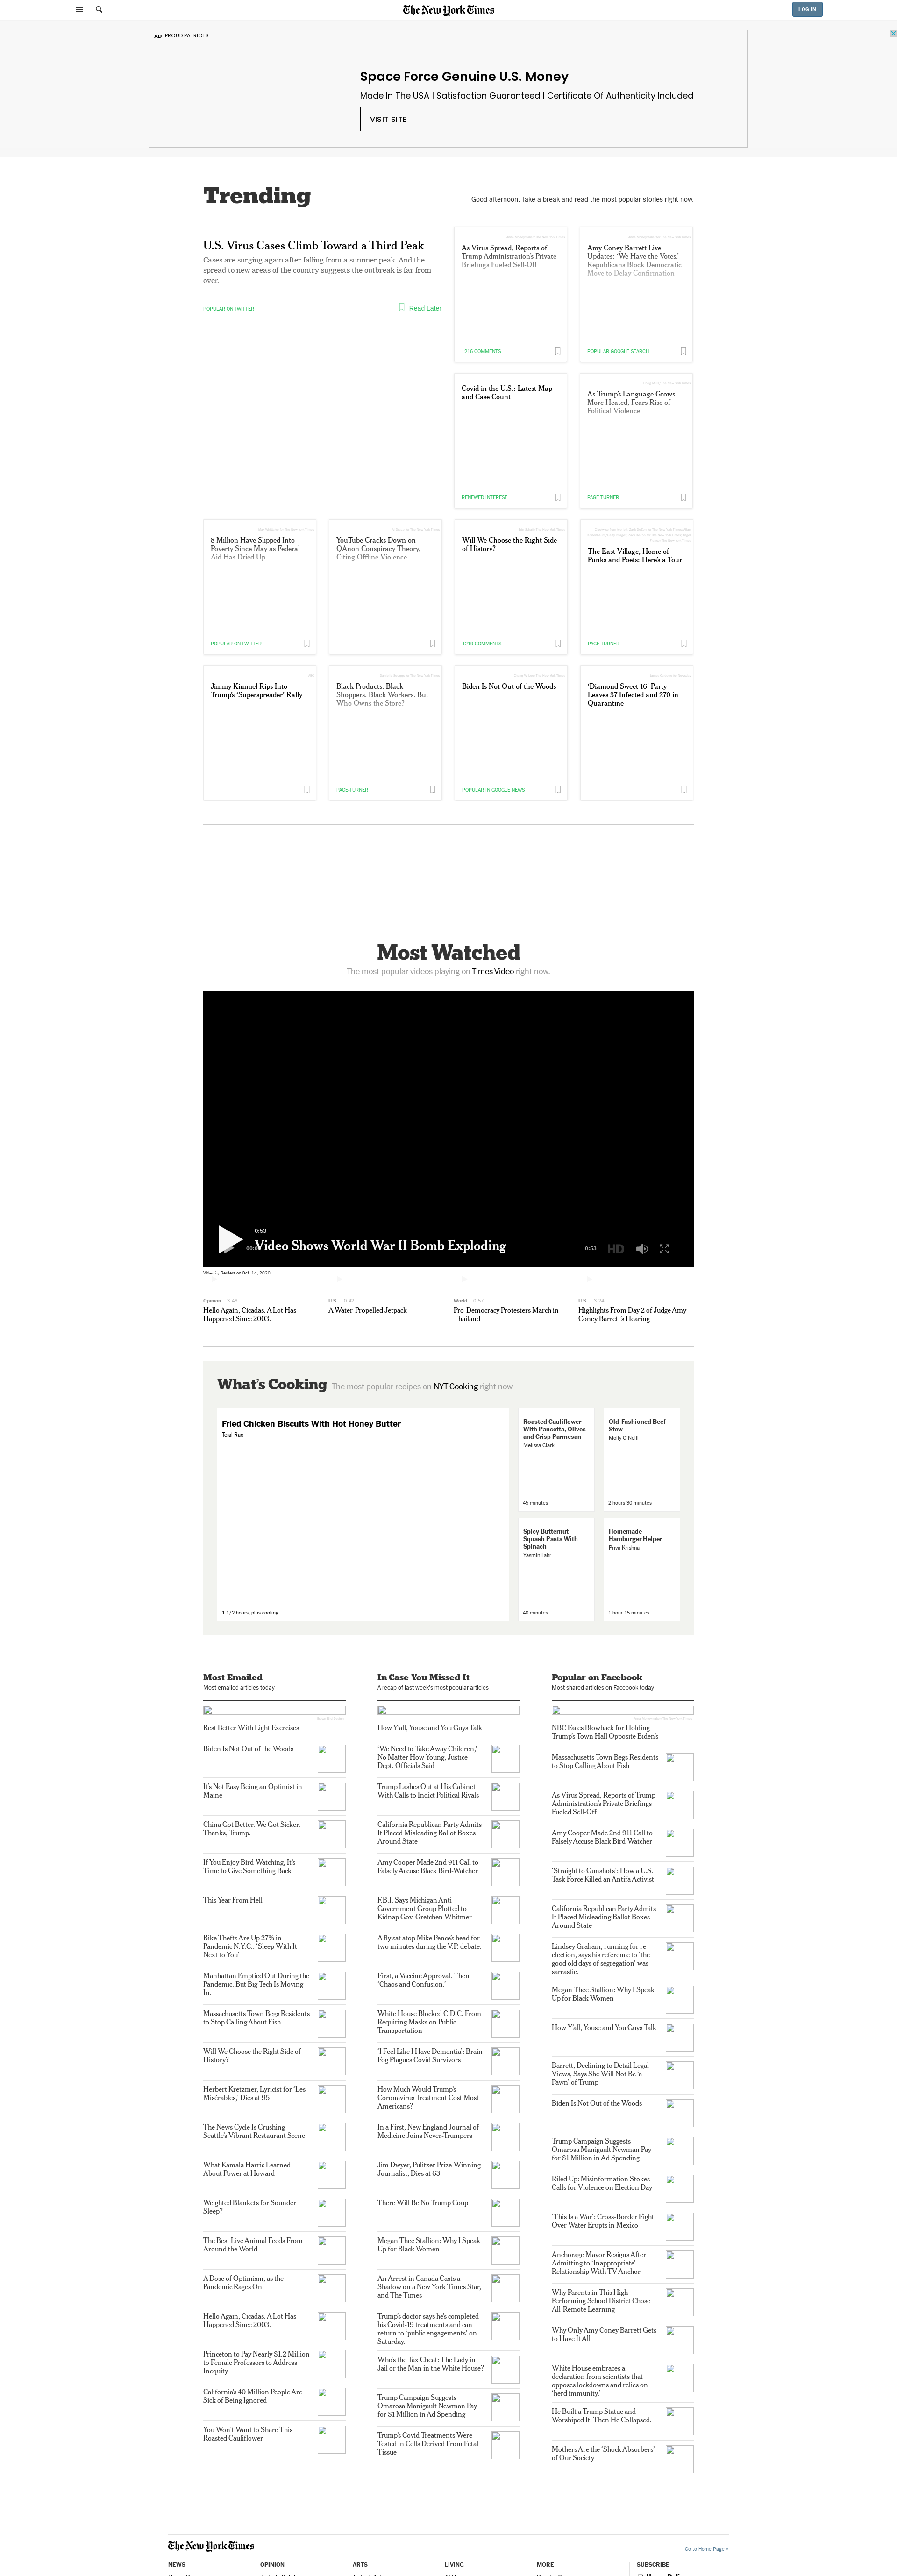 The New York Times
LOG IN
AD PROUD PATRIOTS
Space Force Genuine U.S. Money
Made In The USA | Satisfaction Guaranteed | Certificate Of Authenticity Included
VISIT SITE
Trending
Good afternoon. Take a break and read the most popular stories right now.
U.S. Virus Cases Climb Toward a Third Peak
Cases are surging again after falling from a summer peak. And the
spread to new areas of the country suggests the outbreak is far from
over.
POPULAR ON TWITTER
Read Later
As Virus Spread, Reports of
Trump Administration's Private
Briefings Fueled Sell-Off
1216 COMMENTS
Amy Coney Barrett Live
Updates: 'We Have the Votes.'
Republicans Block Democratic
Move to Delay Confirmation
POPULAR GOOGLE SEARCH
Covid in the U.S.: Latest Map
and Case Count
RENEWED INTEREST
As Trump's Language Grows
More Heated, Fears Rise of
Political Violence
PAGE-TURNER
8 Million Have Slipped Into
Poverty Since May as Federal
Aid Has Dried Up
POPULAR ON TWITTER
YouTube Cracks Down on
QAnon Conspiracy Theory,
Citing Offline Violence
Will We Choose the Right Side
of History?
1219 COMMENTS
The East Village, Home of
Punks and Poets: Here's a Tour
PAGE-TURNER
Jimmy Kimmel Rips Into
Trump's 'Superspreader' Rally
Black Products. Black
Shoppers. Black Workers. But
Who Owns the Store?
PAGE-TURNER
Biden Is Not Out of the Woods
POPULAR IN GOOGLE NEWS
'Diamond Sweet 16' Party
Leaves 37 Infected and 270 in
Quarantine
Most Watched
The most popular videos playing on Times Video right now.
0:53
Video Shows World War II Bomb Exploding
0:53
HD
Video by Reuters on Oct. 14, 2020.
Opinion 5:46
Hello Again, Cicadas. A Lot Has
Happened Since 2003.
U.S. 0:42
A Water-Propelled Jetpack
World 0:57
Pro-Democracy Protesters March in
Thailand
U.S. 3:24
Highlights From Day 2 of Judge Amy
Coney Barrett's Hearing
What's Cooking The most popular recipes on NYT Cooking right now
Fried Chicken Biscuits With Hot Honey Butter
Tejal Rao
1 1/2 hours, plus cooling
Roasted Cauliflower
With Pancetta, Olives
and Crisp Parmesan
Melissa Clark
45 minutes
Old-Fashioned Beef
Stew
Molly O'Neill
2 hours 30 minutes
Spicy Butternut
Squash Pasta With
Spinach
Yasmin Fahr
40 minutes
Homemade
Hamburger Helper
Priya Krishna
1 hour 15 minutes
Most Emailed
Most emailed articles today
Rest Better With Light Exercises
Biden Is Not Out of the Woods
It's Not Easy Being an Optimist in
Maine
China Got Better. We Got Sicker.
Thanks, Trump.
If You Enjoy Bird-Watching, It's
Time to Give Something Back
This Year From Hell
Bike Thefts Are Up 27% in
Pandemic N.Y.C.: 'Sleep With It
Next to You'
Manhattan Emptied Out During the
Pandemic. But Big Tech Is Moving
In.
Massachusetts Town Begs Residents
to Stop Calling About Fish
Will We Choose the Right Side of
History?
Herbert Kretzmer, Lyricist for 'Les
Misérables,' Dies at 95
The News Cycle Is Crushing
Seattle's Vibrant Restaurant Scene
What Kamala Harris Learned
About Power at Howard
Weighted Blankets for Sounder
Sleep?
The Best Live Animal Feeds From
Around the World
A Dose of Optimism, as the
Pandemic Rages On
Hello Again, Cicadas. A Lot Has
Happened Since 2003.
Princeton to Pay Nearly $1.2 Million
to Female Professors to Address
Inequity
California's 40 Million People Are
Sick of Being Ignored
You Won't Want to Share This
Roasted Cauliflower
In Case You Missed It
A recap of last week's most popular articles
How Y'all, Youse and You Guys Talk
'We Need to Take Away Children,'
No Matter How Young, Justice
Dept. Officials Said
Trump Lashes Out at His Cabinet
With Calls to Indict Political Rivals
California Republican Party Admits
It Placed Misleading Ballot Boxes
Around State
Amy Cooper Made 2nd 911 Call to
Falsely Accuse Black Bird-Watcher
F.B.I. Says Michigan Anti-
Government Group Plotted to
Kidnap Gov. Gretchen Whitmer
A fly sat atop Mike Pence's head for
two minutes during the V.P. debate.
First, a Vaccine Approval. Then
'Chaos and Confusion.'
White House Blocked C.D.C. From
Requiring Masks on Public
Transportation
'I Feel Like I Have Dementia': Brain
Fog Plagues Covid Survivors
How Much Would Trump's
Coronavirus Treatment Cost Most
Americans?
In a First, New England Journal of
Medicine Joins Never-Trumpers
Jim Dwyer, Pulitzer Prize-Winning
Journalist, Dies at 63
There Will Be No Trump Coup
Megan Thee Stallion: Why I Speak
Up for Black Women
An Arrest in Canada Casts a
Shadow on a New York Times Star,
and The Times
Trump's doctor says he's completed
his Covid-19 treatments and can
return to 'public engagements' on
Saturday.
Who's the Tax Cheat: The Lady in
Jail or the Man in the White House?
Trump Campaign Suggests
Omarosa Manigault Newman Pay
for $1 Million in Ad Spending
Trump's Covid Treatments Were
Tested in Cells Derived From Fetal
Tissue
Popular on Facebook
Most shared articles on Facebook today
NBC Faces Blowback for Holding
Trump's Town Hall Opposite Biden's
Massachusetts Town Begs Residents
to Stop Calling About Fish
As Virus Spread, Reports of Trump
Administration's Private Briefings
Fueled Sell-Off
Amy Cooper Made 2nd 911 Call to
Falsely Accuse Black Bird-Watcher
'Straight to Gunshots': How a U.S.
Task Force Killed an Antifa Activist
California Republican Party Admits
It Placed Misleading Ballot Boxes
Around State
Lindsey Graham, running for re-
election, says his reference to 'the
good old days of segregation' was
sarcastic.
Megan Thee Stallion: Why I Speak
Up for Black Women
How Y'all, Youse and You Guys Talk
Barrett, Declining to Detail Legal
Views, Says She Will Not Be 'a
Pawn' of Trump
Biden Is Not Out of the Woods
Trump Campaign Suggests
Omarosa Manigault Newman Pay
for $1 Million in Ad Spending
Riled Up: Misinformation Stokes
Calls for Violence on Election Day
'This Is a War': Cross-Border Fight
Over Water Erupts in Mexico
Anchorage Mayor Resigns After
Admitting to 'Inappropriate'
Relationship With TV Anchor
Why Parents in This High-
Performing School District Chose
All-Remote Learning
Why Only Amy Coney Barrett Gets
to Have It All
White House embraces a
declaration from scientists that
opposes lockdowns and relies on
'herd immunity.'
He Built a Trump Statue and
Worshiped It. Then He Collapsed.
Mothers Are the 'Shock Absorbers'
of Our Society
The New York Times
Go to Home Page »
NEWS
OPINION
ARTS
LIVING
MORE
SUBSCRIBE